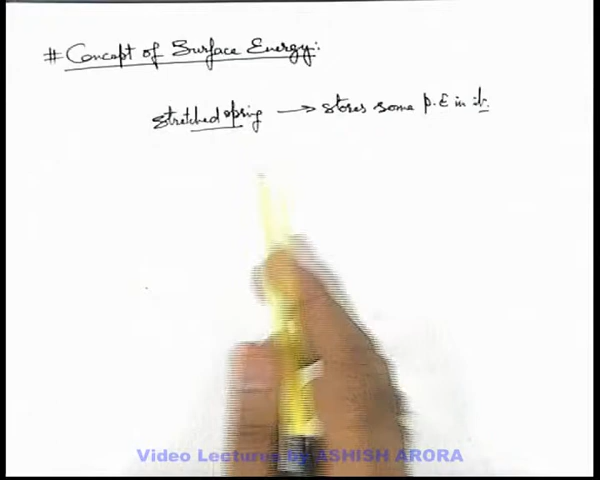 # Concept of Surface Energy:
stretched spring → stores some P.E in it.
Video Lectures by ASHISH ARORA